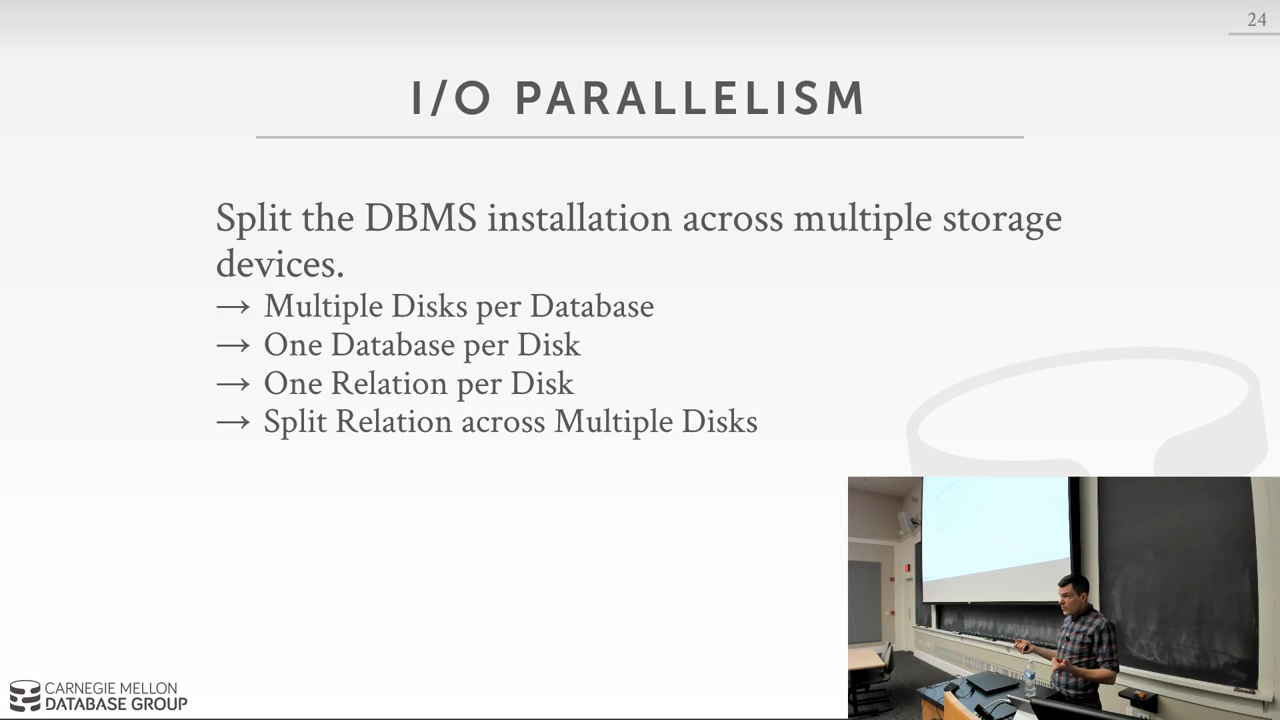 24
I/O PARALLELISM
Split the DBMS installation across multiple storage
devices.
→ Multiple Disks per Database
→ One Database per Disk
→ One Relation per Disk
→ Split Relation across Multiple Disks
CARNEGIE MELLON
DATABASE GROUP